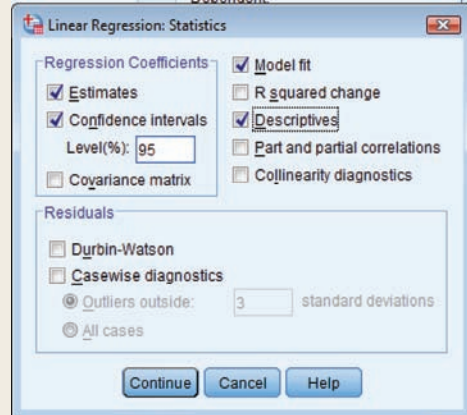 Dependent:
Linear Regression: Statistics
Regression Coefficients
Estimates
Confidence intervals
Level(%): 95
Covariance matrix
Model fit
R squared change
Descriptives
Part and partial correlations
Collinearity diagnostics
Residuals
Durbin-Watson
Casewise diagnostics
Outliers outside: 3 standard deviations
All cases
Continue Cancel Help